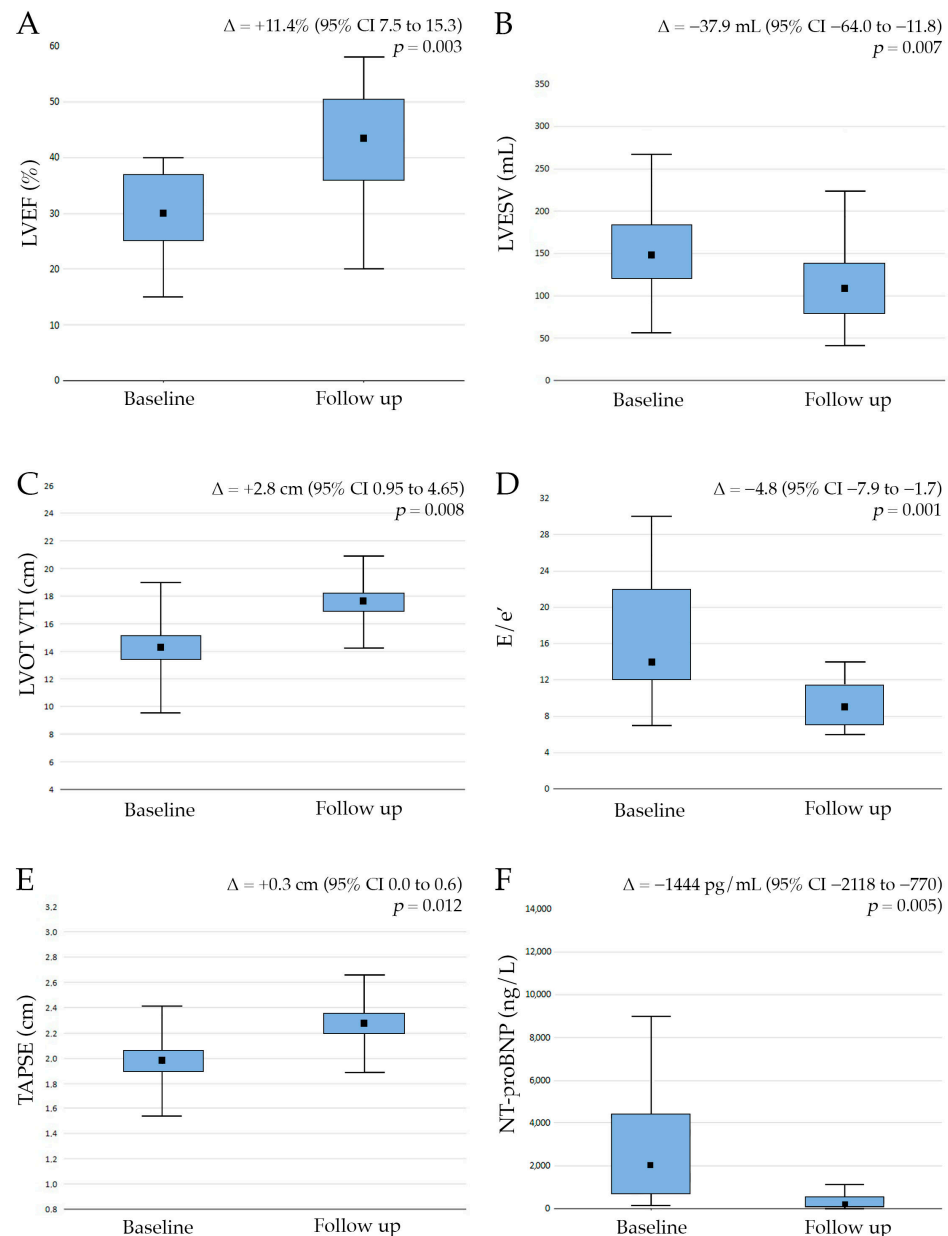 A
Δ = +11.4% (95% CI 7.5 to 15.3)
p = 0.003
LVEF (%)
60
50
40
30
20
10
0
Baseline
Follow up
B
Δ = −37.9 mL (95% CI −64.0 to −11.8)
p = 0.007
LVESV (mL)
350
300
250
200
150
100
50
0
Baseline
Follow up
C
Δ = +2.8 cm (95% CI 0.95 to 4.65)
p = 0.008
LVOT VTI (cm)
26
24
22
20
18
16
14
12
10
8
6
4
Baseline
Follow up
D
Δ = −4.8 (95% CI −7.9 to −1.7)
p = 0.001
E/e′
32
28
24
20
16
12
8
4
0
Baseline
Follow up
E
Δ = +0.3 cm (95% CI 0.0 to 0.6)
p = 0.012
TAPSE (cm)
3.2
3.0
2.8
2.6
2.4
2.2
2.0
1.8
1.6
1.4
1.2
1.0
0.8
Baseline
Follow up
F
Δ = −1444 pg/mL (95% CI −2118 to −770)
p = 0.005)
NT-proBNP (ng/L)
14,000
12,000
10,000
8,000
6,000
4,000
2,000
0
Baseline
Follow up